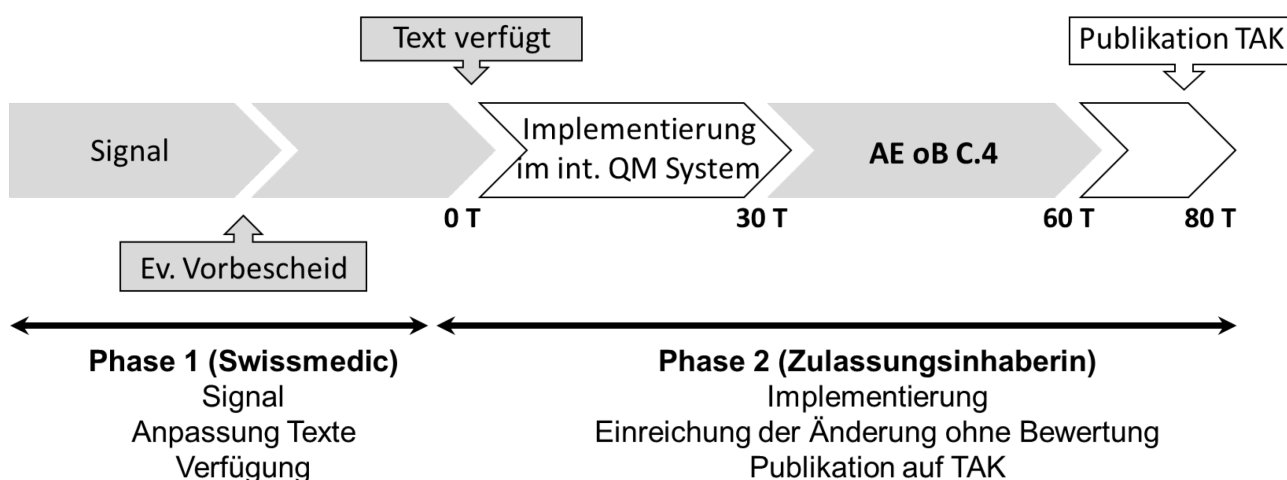 Text verfügt
Publikation TAK
Signal
Implementierung
im int. QM System
AE oB C.4
0 T
30 T
60 T
80 T
Ev. Vorbescheid
Phase 1 (Swissmedic)
Signal
Anpassung Texte
Verfügung
Phase 2 (Zulassungsinhaberin)
Implementierung
Einreichung der Änderung ohne Bewertung
Publikation auf TAK